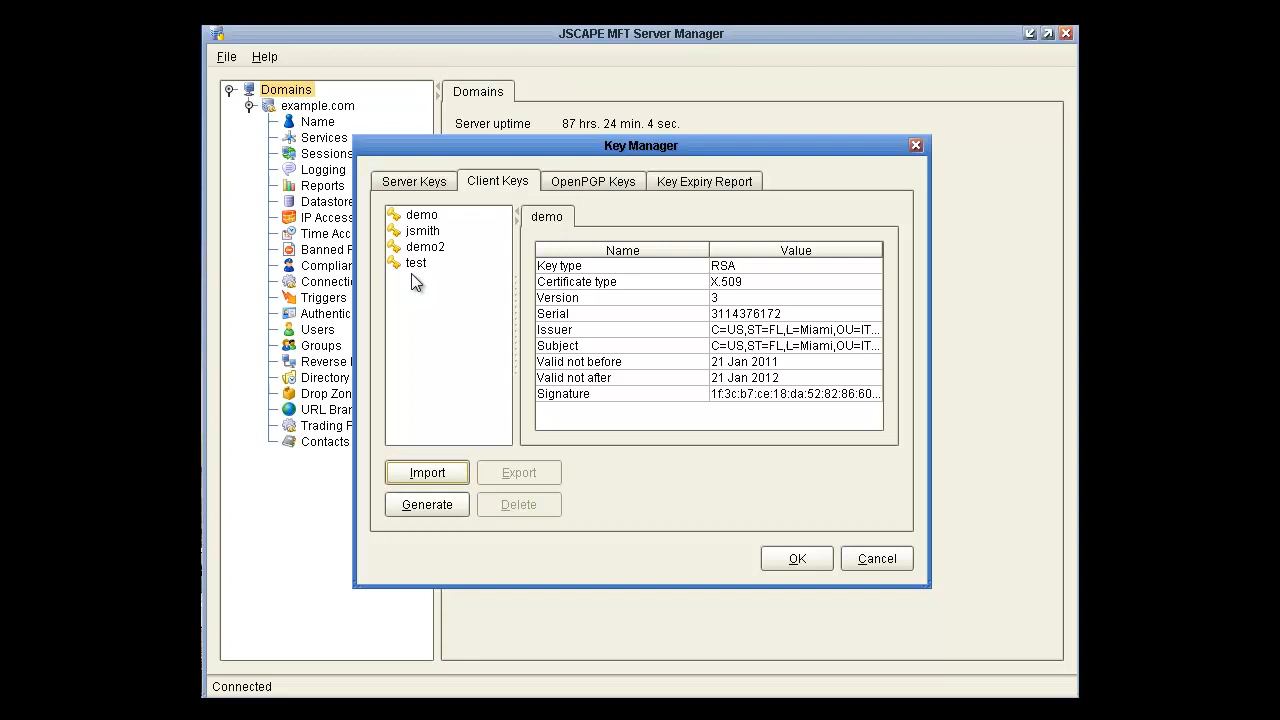 JSCAPE MFT Server Manager
File Help
Domains
example.com
Name
Services
Sessions
Logging
Reports
Datastore
IP Access
Time Acc
Banned F
Complian
Connecti
Triggers
Authentic
Users
Groups
Reverse
Directory
Drop Zon
URL Bran
Trading F
Contacts
Domains
Server uptime 87 hrs. 24 min. 4 sec.
Key Manager
Server Keys Client Keys OpenPGP Keys Key Expiry Report
demo
jsmith
demo2
test
demo
Name Value
Key type RSA
Certificate type X.509
Version 3
Serial 3114376172
Issuer C=US,ST=FL,L=Miami,OU=IT...
Subject C=US,ST=FL,L=Miami,OU=IT...
Valid not before 21 Jan 2011
Valid not after 21 Jan 2012
Signature 1f:3c:b7:ce:18:da:52:82:86:60...
Import Export
Generate Delete
OK Cancel
Connected